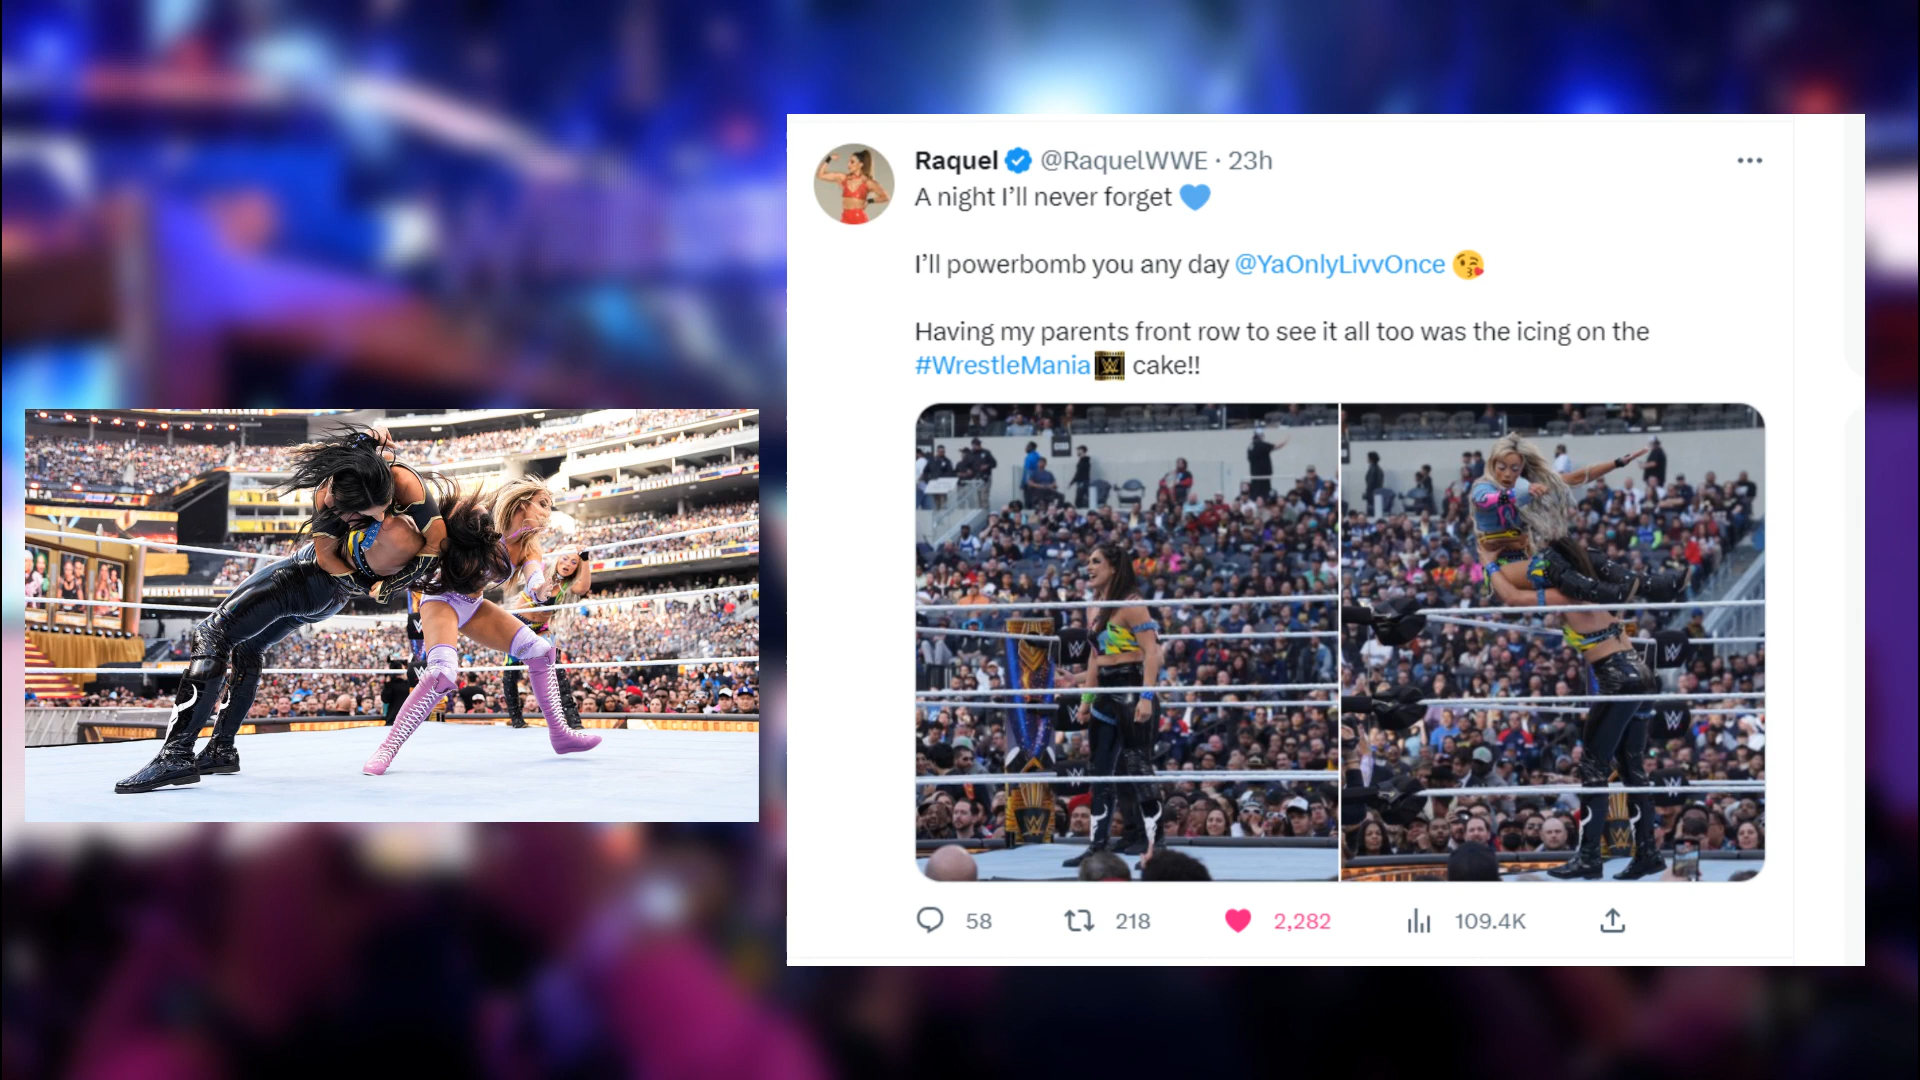 Raquel @RaquelWWE · 23h
A night I’ll never forget 💙
I’ll powerbomb you any day @YaOnlyLivvOnce 😘
Having my parents front row to see it all too was the icing on the
#WrestleMania cake!!
58 218 2,282 109.4K